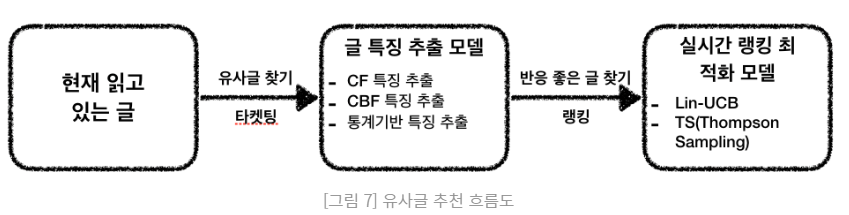 현재 읽고
있는 글
유사글 찾기
타켓팅
글 특징 추출 모델
- CF 특징 추출
- CBF 특징 추출
- 통계기반 특징 추출
반응 좋은 글 찾기
랭킹
실시간 랭킹 최
적화 모델
- Lin-UCB
- TS(Thompson
Sampling)
[그림 7] 유사글 추천 흐름도